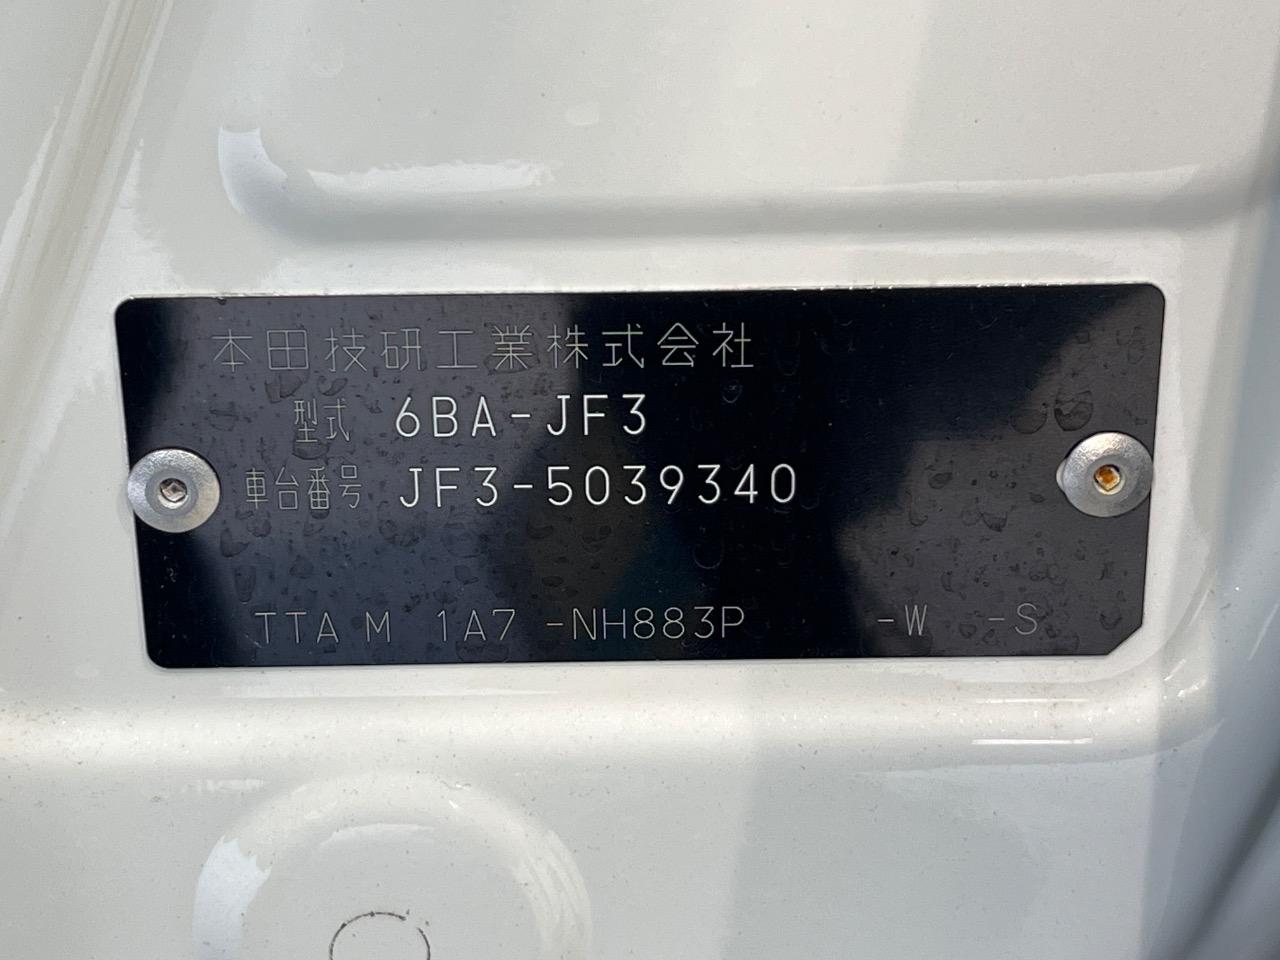 本田技研工業株式会社
型式 6BA-JF3
車台番号 JF3-5039340
TTA M 1A7 -NH883P -W -S